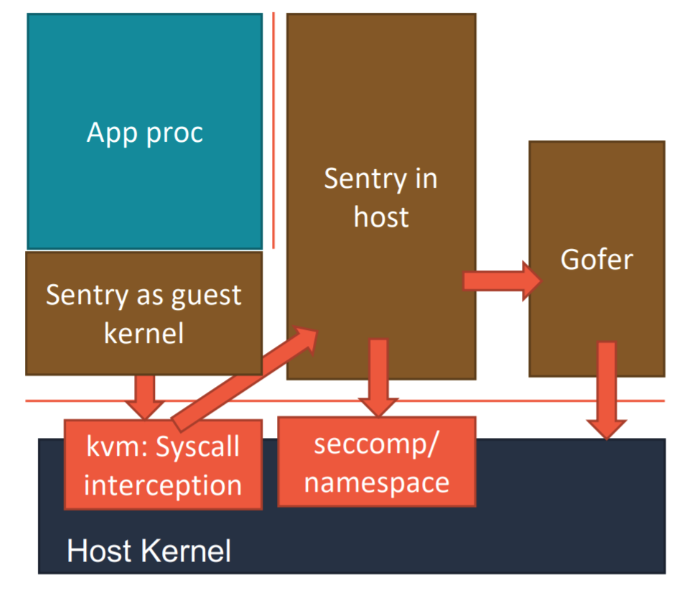 App proc
Sentry in
host
Gofer
Sentry as guest
kernel
kvm: Syscall
interception
seccomp/
namespace
Host Kernel